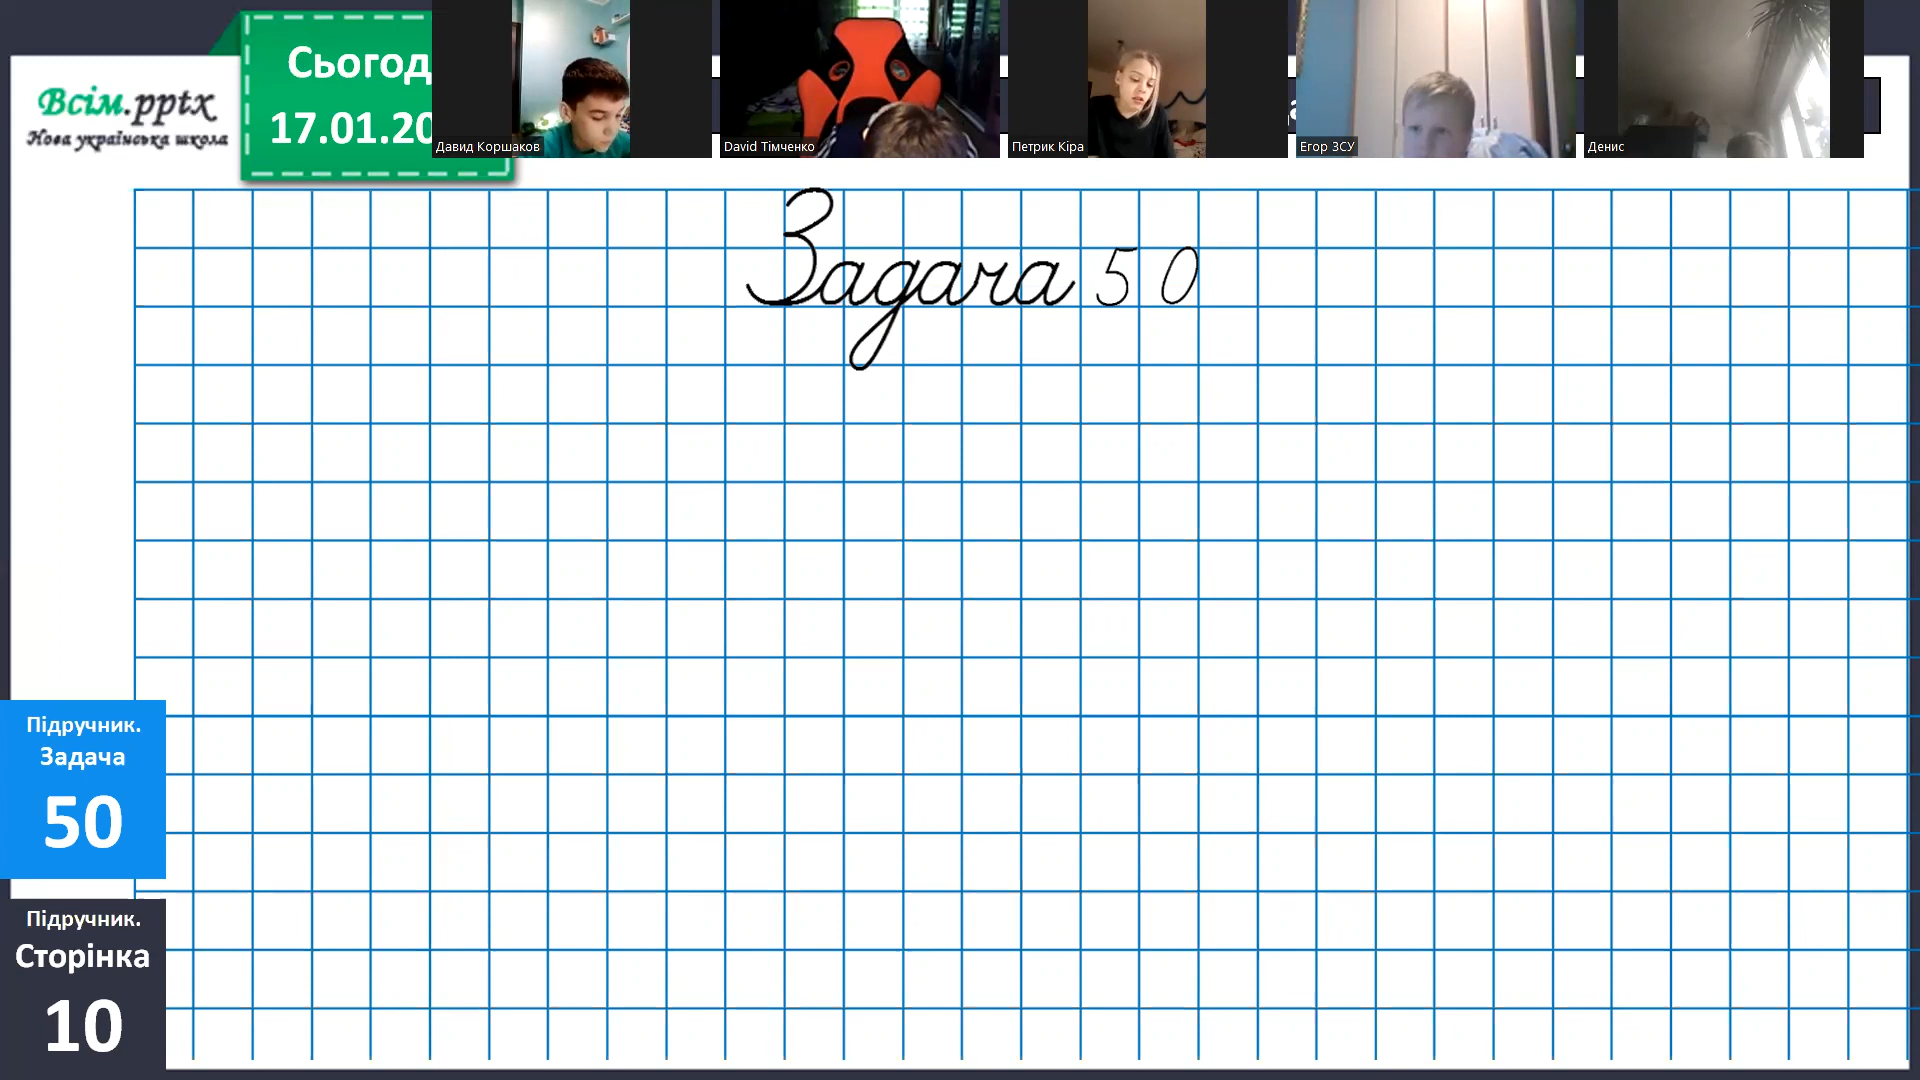 Всім.pptx
Нова українська школа
Сьогод
17.01.20
Давид Коршаков
David Тімченко
Петрик Кіра
Егор ЗСУ
Денис
Задача 50
Підручник.
Задача
50
Підручник.
Сторінка
10